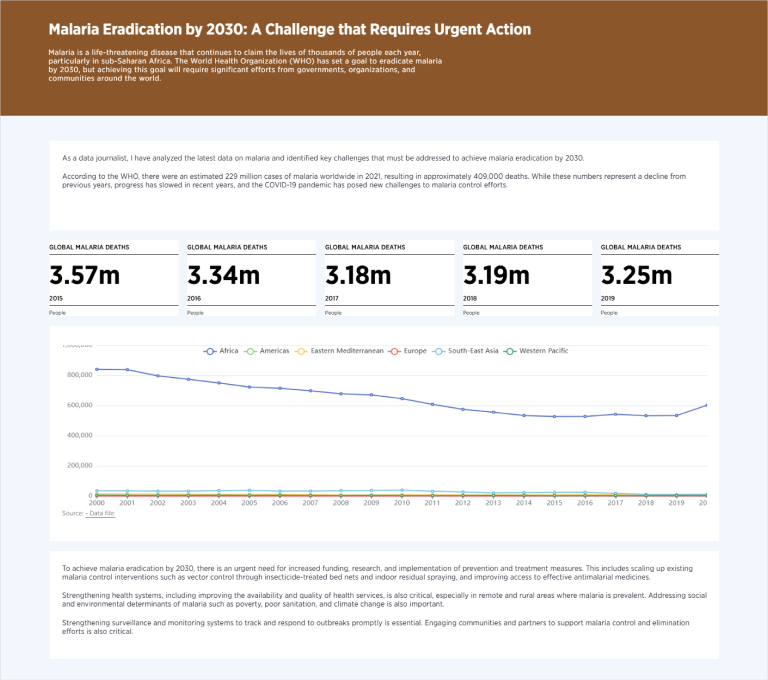 Malaria Eradication by 2030: A Challenge that Requires Urgent Action
Malaria is a life-threatening disease that continues to claim the lives of thousands of people each year,
particularly in sub-Saharan Africa. The World Health Organization (WHO) has set a goal to eradicate malaria
by 2030, but achieving this goal will require significant efforts from governments, organizations, and
communities around the world.
As a data journalist, I have analyzed the latest data on malaria and identified key challenges that must be addressed to achieve malaria eradication by 2030.
According to the WHO, there were an estimated 229 million cases of malaria worldwide in 2021, resulting in approximately 409,000 deaths. While these numbers represent a decline from
previous years, progress has slowed in recent years, and the COVID-19 pandemic has posed new challenges to malaria control efforts.
GLOBAL MALARIA DEATHS
3.57m
2015
People
GLOBAL MALARIA DEATHS
3.34m
2016
People
GLOBAL MALARIA DEATHS
3.18m
2017
People
GLOBAL MALARIA DEATHS
3.19m
2018
People
GLOBAL MALARIA DEATHS
3.25m
2019
People
Africa Americas Eastern Mediterranean Europe South-East Asia Western Pacific
800,000
600,000
400,000
200,000
0
2000 2001 2002 2003 2004 2005 2006 2007 2008 2009 2010 2011 2012 2013 2014 2015 2016 2017 2018 2019 20
Source: - Data file:
To achieve malaria eradication by 2030, there is an urgent need for increased funding, research, and implementation of prevention and treatment measures. This includes scaling up existing
malaria control interventions such as vector control through insecticide-treated bed nets and indoor residual spraying, and improving access to effective antimalarial medicines.
Strengthening health systems, including improving the availability and quality of health services, is also critical, especially in remote and rural areas where malaria is prevalent. Addressing social
and environmental determinants of malaria such as poverty, poor sanitation, and climate change is also important.
Strengthening surveillance and monitoring systems to track and respond to outbreaks promptly is essential. Engaging communities and partners to support malaria control and elimination
efforts is also critical.